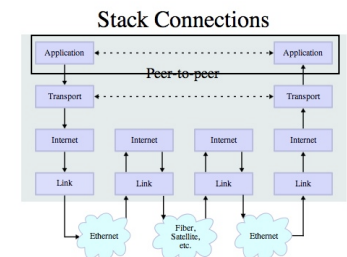 Stack Connections
Application Application
Peer-to-peer
Transport Transport
Internet Internet Internet Internet
Link Link Link Link
Ethernet Fiber, Satellite, etc. Ethernet